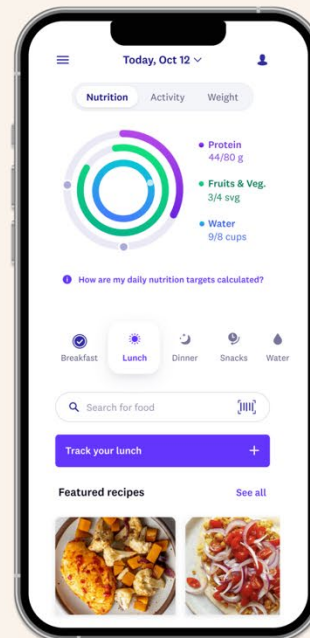 Today, Oct 12
Nutrition Activity Weight
Protein
44/80 g
Fruits & Veg.
3/4 svg
Water
9/8 cups
How are my daily nutrition targets calculated?
Breakfast Lunch Dinner Snacks Water
Search for food
Track your lunch +
Featured recipes See all